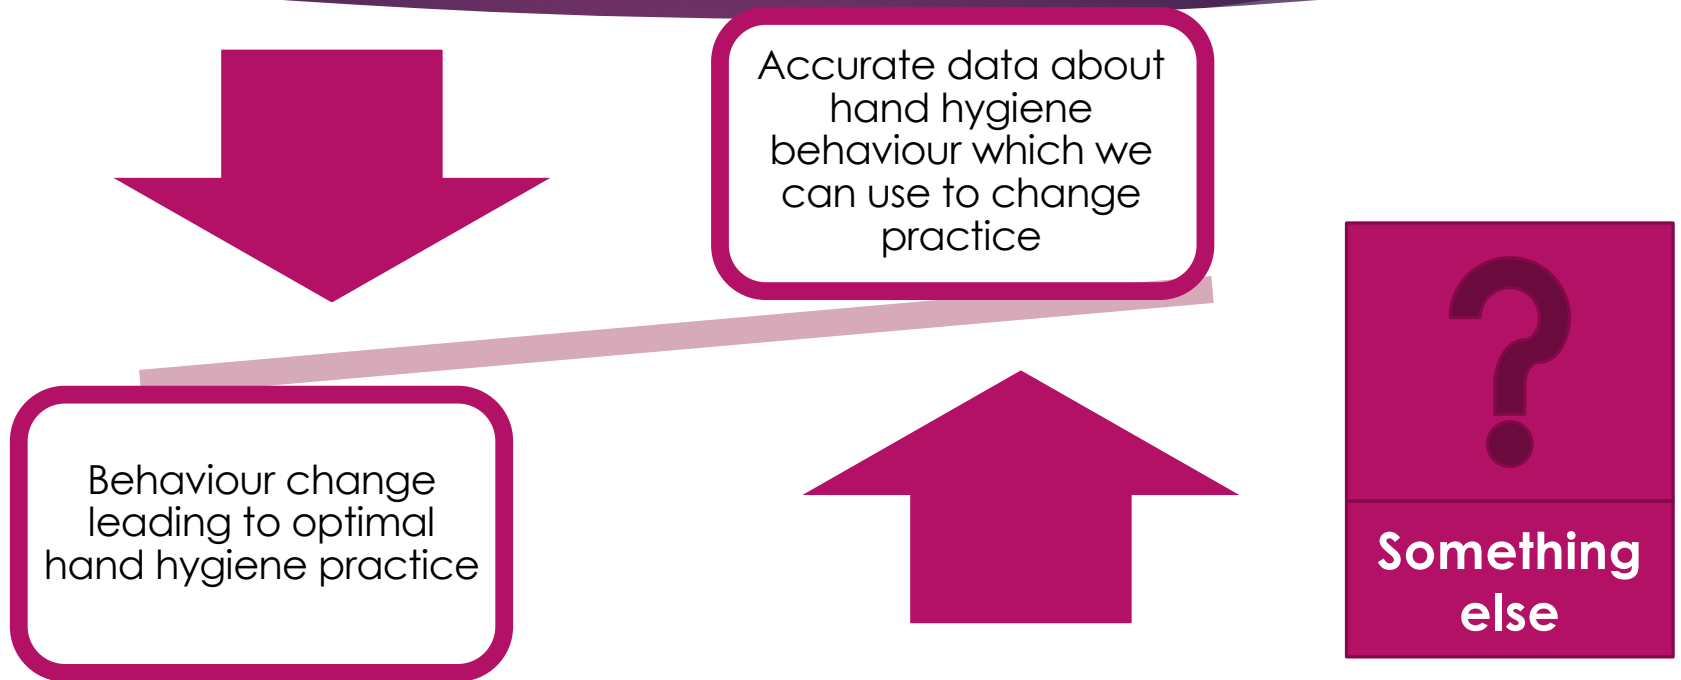 Accurate data about
hand hygiene
behaviour which we
can use to change
practice
Behaviour change
leading to optimal
hand hygiene practice
?
Something
else